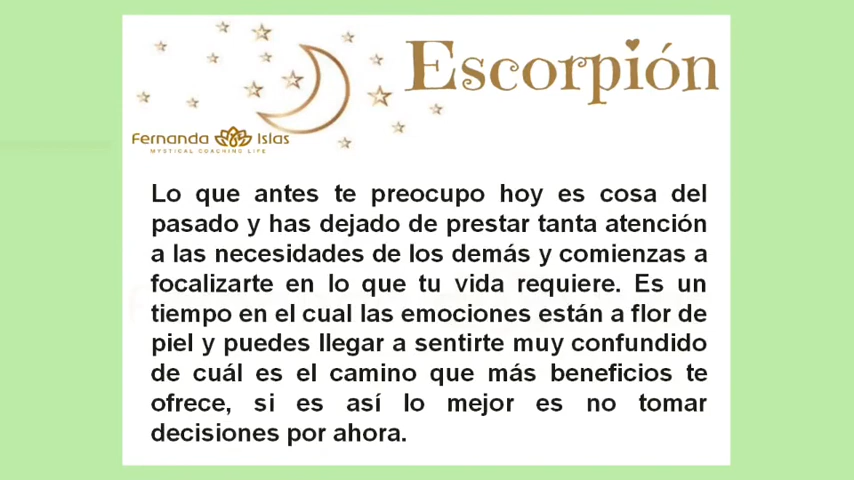 Escorpión
Fernanda Islas
MYSTICAL COACHING LIFE
Lo que antes te preocupo hoy es cosa del
pasado y has dejado de prestar tanta atención
a las necesidades de los demás y comienzas a
focalizarte en lo que tu vida requiere. Es un
tiempo en el cual las emociones están a flor de
piel y puedes llegar a sentirte muy confundido
de cuál es el camino que más beneficios te
ofrece, si es así lo mejor es no tomar
decisiones por ahora.